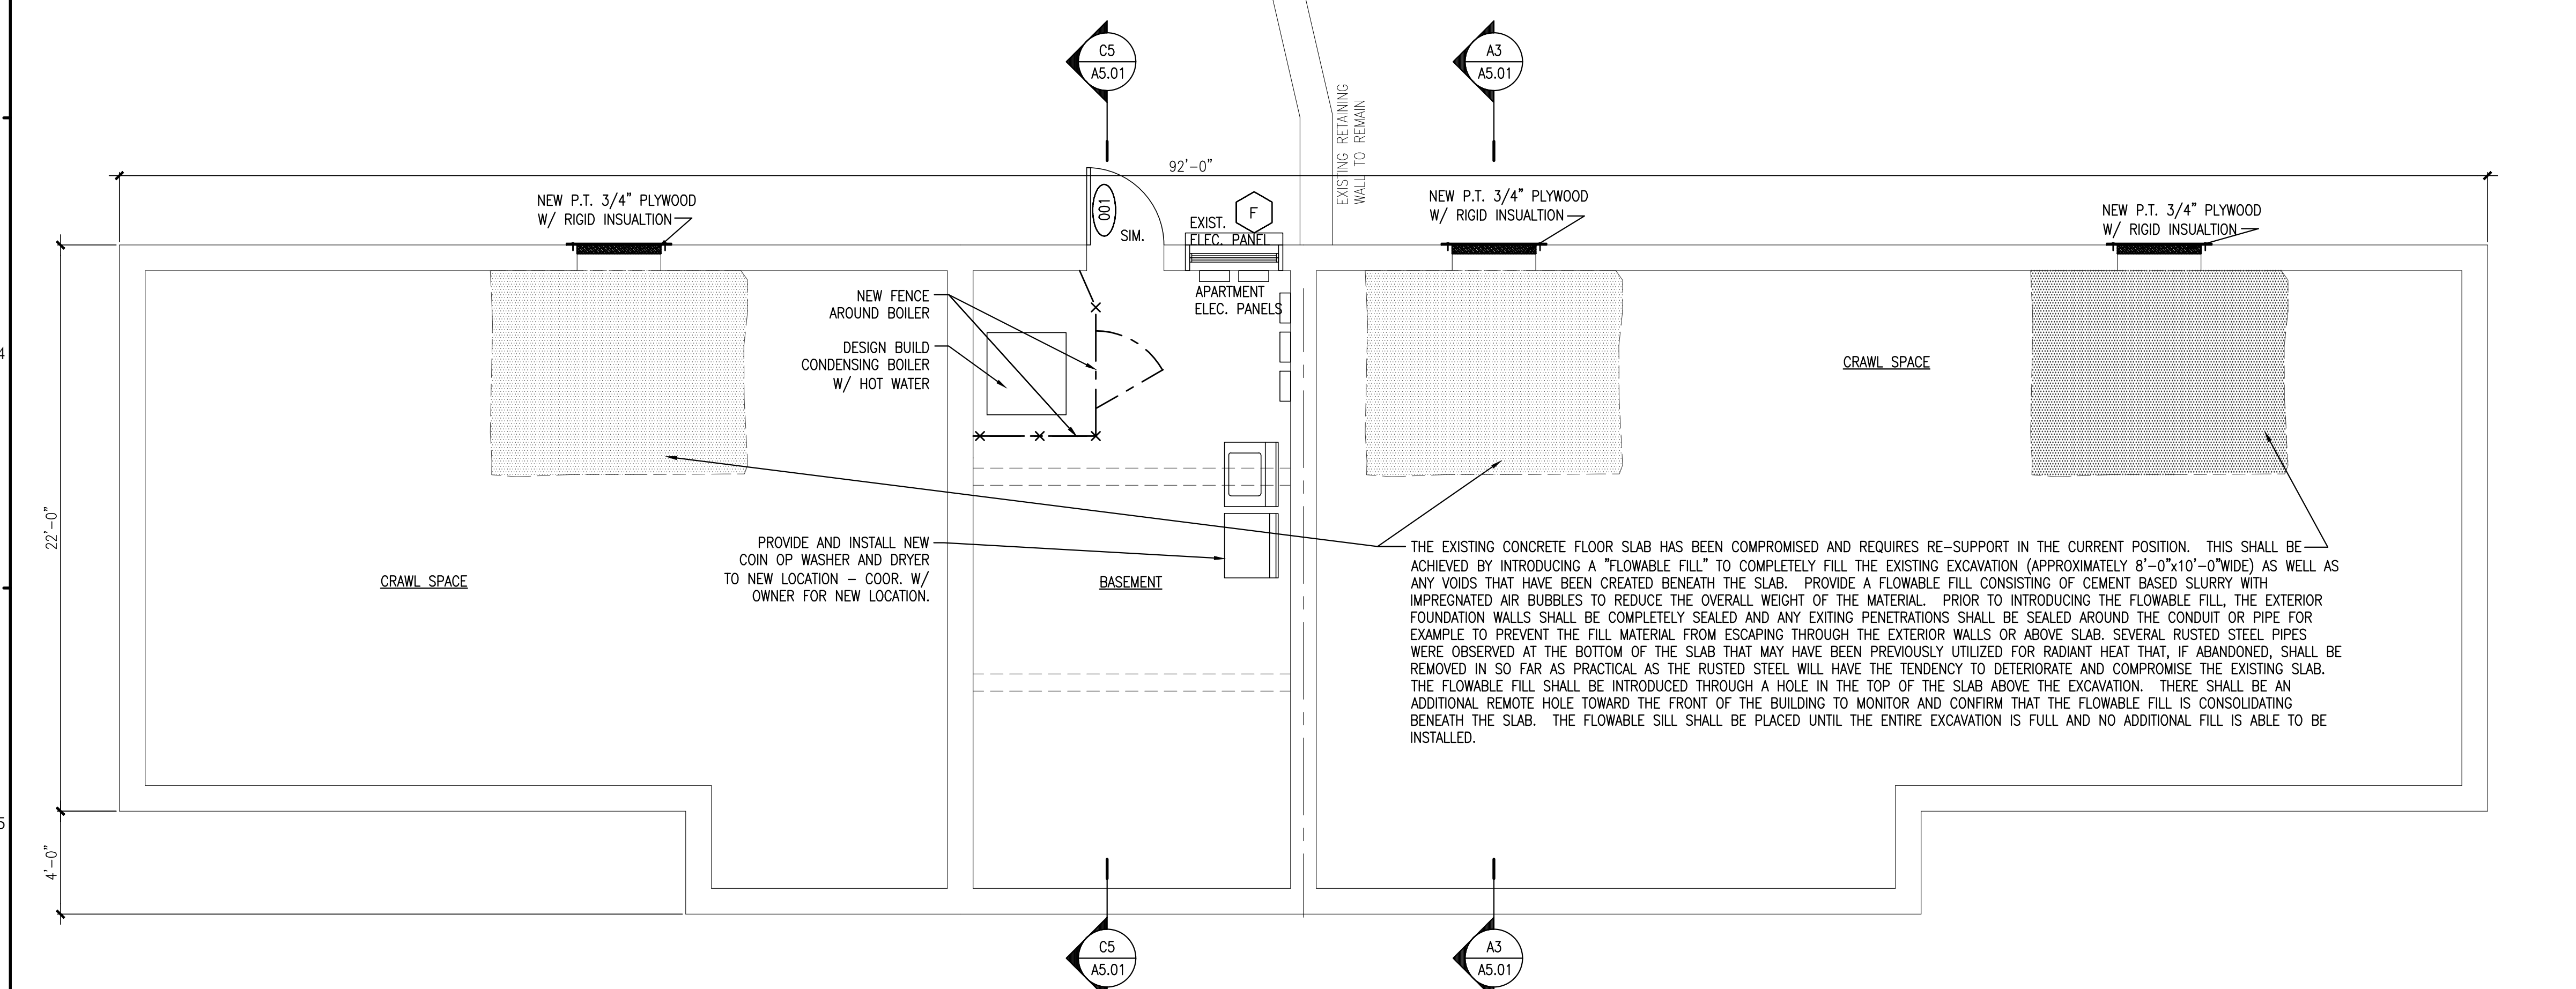 C5
A5.01
A3
A5.01
EXISTING RETAINING
WALL TO REMAIN
92'-0"
NEW P.T. 3/4" PLYWOOD
W/ RIGID INSUALTION
001
SIM.
EXIST.
ELEC. PANEL
F
NEW P.T. 3/4" PLYWOOD
W/ RIGID INSUALTION
NEW P.T. 3/4" PLYWOOD
W/ RIGID INSUALTION
NEW FENCE
AROUND BOILER
APARTMENT
ELEC. PANELS
DESIGN BUILD
CONDENSING BOILER
W/ HOT WATER
4
CRAWL SPACE
22'-0"
PROVIDE AND INSTALL NEW
COIN OP WASHER AND DRYER
TO NEW LOCATION - COOR. W/
OWNER FOR NEW LOCATION.
CRAWL SPACE
BASEMENT
THE EXISTING CONCRETE FLOOR SLAB HAS BEEN COMPROMISED AND REQUIRES RE-SUPPORT IN THE CURRENT POSITION. THIS SHALL BE
ACHIEVED BY INTRODUCING A "FLOWABLE FILL" TO COMPLETELY FILL THE EXISTING EXCAVATION (APPROXIMATELY 8'-0"x10'-0"WIDE) AS WELL AS
ANY VOIDS THAT HAVE BEEN CREATED BENEATH THE SLAB. PROVIDE A FLOWABLE FILL CONSISTING OF CEMENT BASED SLURRY WITH
IMPREGNATED AIR BUBBLES TO REDUCE THE OVERALL WEIGHT OF THE MATERIAL. PRIOR TO INTRODUCING THE FLOWABLE FILL, THE EXTERIOR
FOUNDATION WALLS SHALL BE COMPLETELY SEALED AND ANY EXITING PENETRATIONS SHALL BE SEALED AROUND THE CONDUIT OR PIPE FOR
EXAMPLE TO PREVENT THE FILL MATERIAL FROM ESCAPING THROUGH THE EXTERIOR WALLS OR ABOVE SLAB. SEVERAL RUSTED STEEL PIPES
WERE OBSERVED AT THE BOTTOM OF THE SLAB THAT MAY HAVE BEEN PREVIOUSLY UTILIZED FOR RADIANT HEAT THAT, IF ABANDONED, SHALL BE
REMOVED IN SO FAR AS PRACTICAL AS THE RUSTED STEEL WILL HAVE THE TENDENCY TO DETERIORATE AND COMPROMISE THE EXISTING SLAB.
THE FLOWABLE FILL SHALL BE INTRODUCED THROUGH A HOLE IN THE TOP OF THE SLAB ABOVE THE EXCAVATION. THERE SHALL BE AN
ADDITIONAL REMOTE HOLE TOWARD THE FRONT OF THE BUILDING TO MONITOR AND CONFIRM THAT THE FLOWABLE FILL IS CONSOLIDATING
BENEATH THE SLAB. THE FLOWABLE SILL SHALL BE PLACED UNTIL THE ENTIRE EXCAVATION IS FULL AND NO ADDITIONAL FILL IS ABLE TO BE
INSTALLED.
4'-0"
C5
A5.01
A3
A5.01